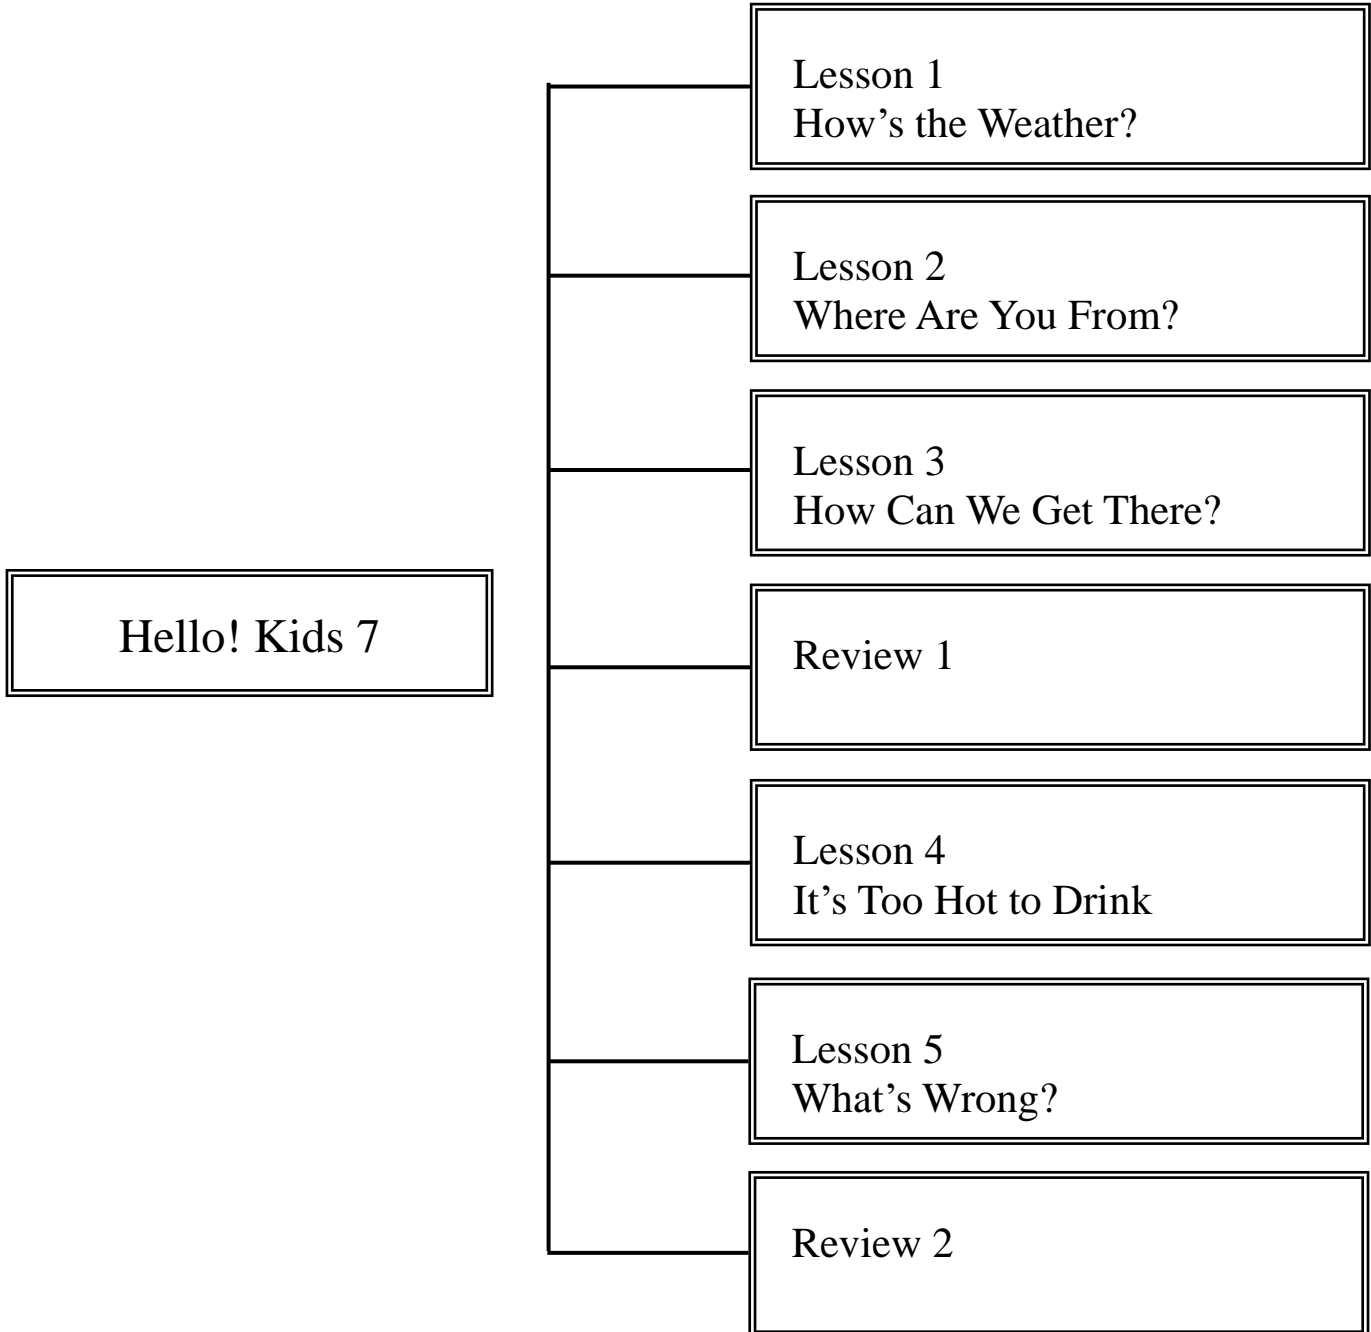 Lesson 1
How’s the Weather?
Lesson 2
Where Are You From?
Lesson 3
How Can We Get There?
Hello! Kids 7
Review 1
Lesson 4
It’s Too Hot to Drink
Lesson 5
What’s Wrong?
Review 2